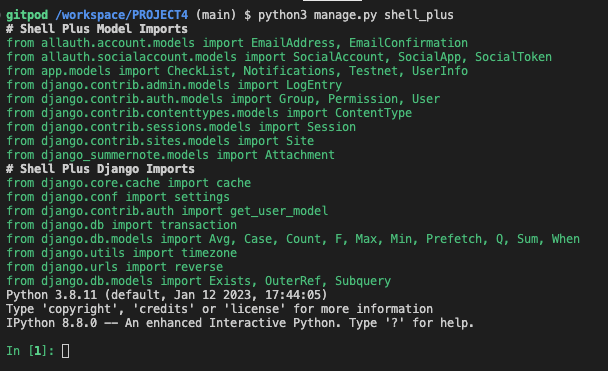 gitpod /workspace/PROJECT4 (main) $ python3 manage.py shell_plus
# Shell Plus Model Imports
from allauth.account.models import EmailAddress, EmailConfirmation
from allauth.socialaccount.models import SocialAccount, SocialApp, SocialToken
from app.models import CheckList, Notifications, Testnet, UserInfo
from django.contrib.admin.models import LogEntry
from django.contrib.auth.models import Group, Permission, User
from django.contrib.contenttypes.models import ContentType
from django.contrib.sessions.models import Session
from django.contrib.sites.models import Site
from django_summernote.models import Attachment
# Shell Plus Django Imports
from django.core.cache import cache
from django.conf import settings
from django.contrib.auth import get_user_model
from django.db import transaction
from django.db.models import Avg, Case, Count, F, Max, Min, Prefetch, Q, Sum, When
from django.utils import timezone
from django.urls import reverse
from django.db.models import Exists, OuterRef, Subquery
Python 3.8.11 (default, Jan 12 2023, 17:44:05)
Type 'copyright', 'credits' or 'license' for more information
IPython 8.8.0 -- An enhanced Interactive Python. Type '?' for help.
In [1]: